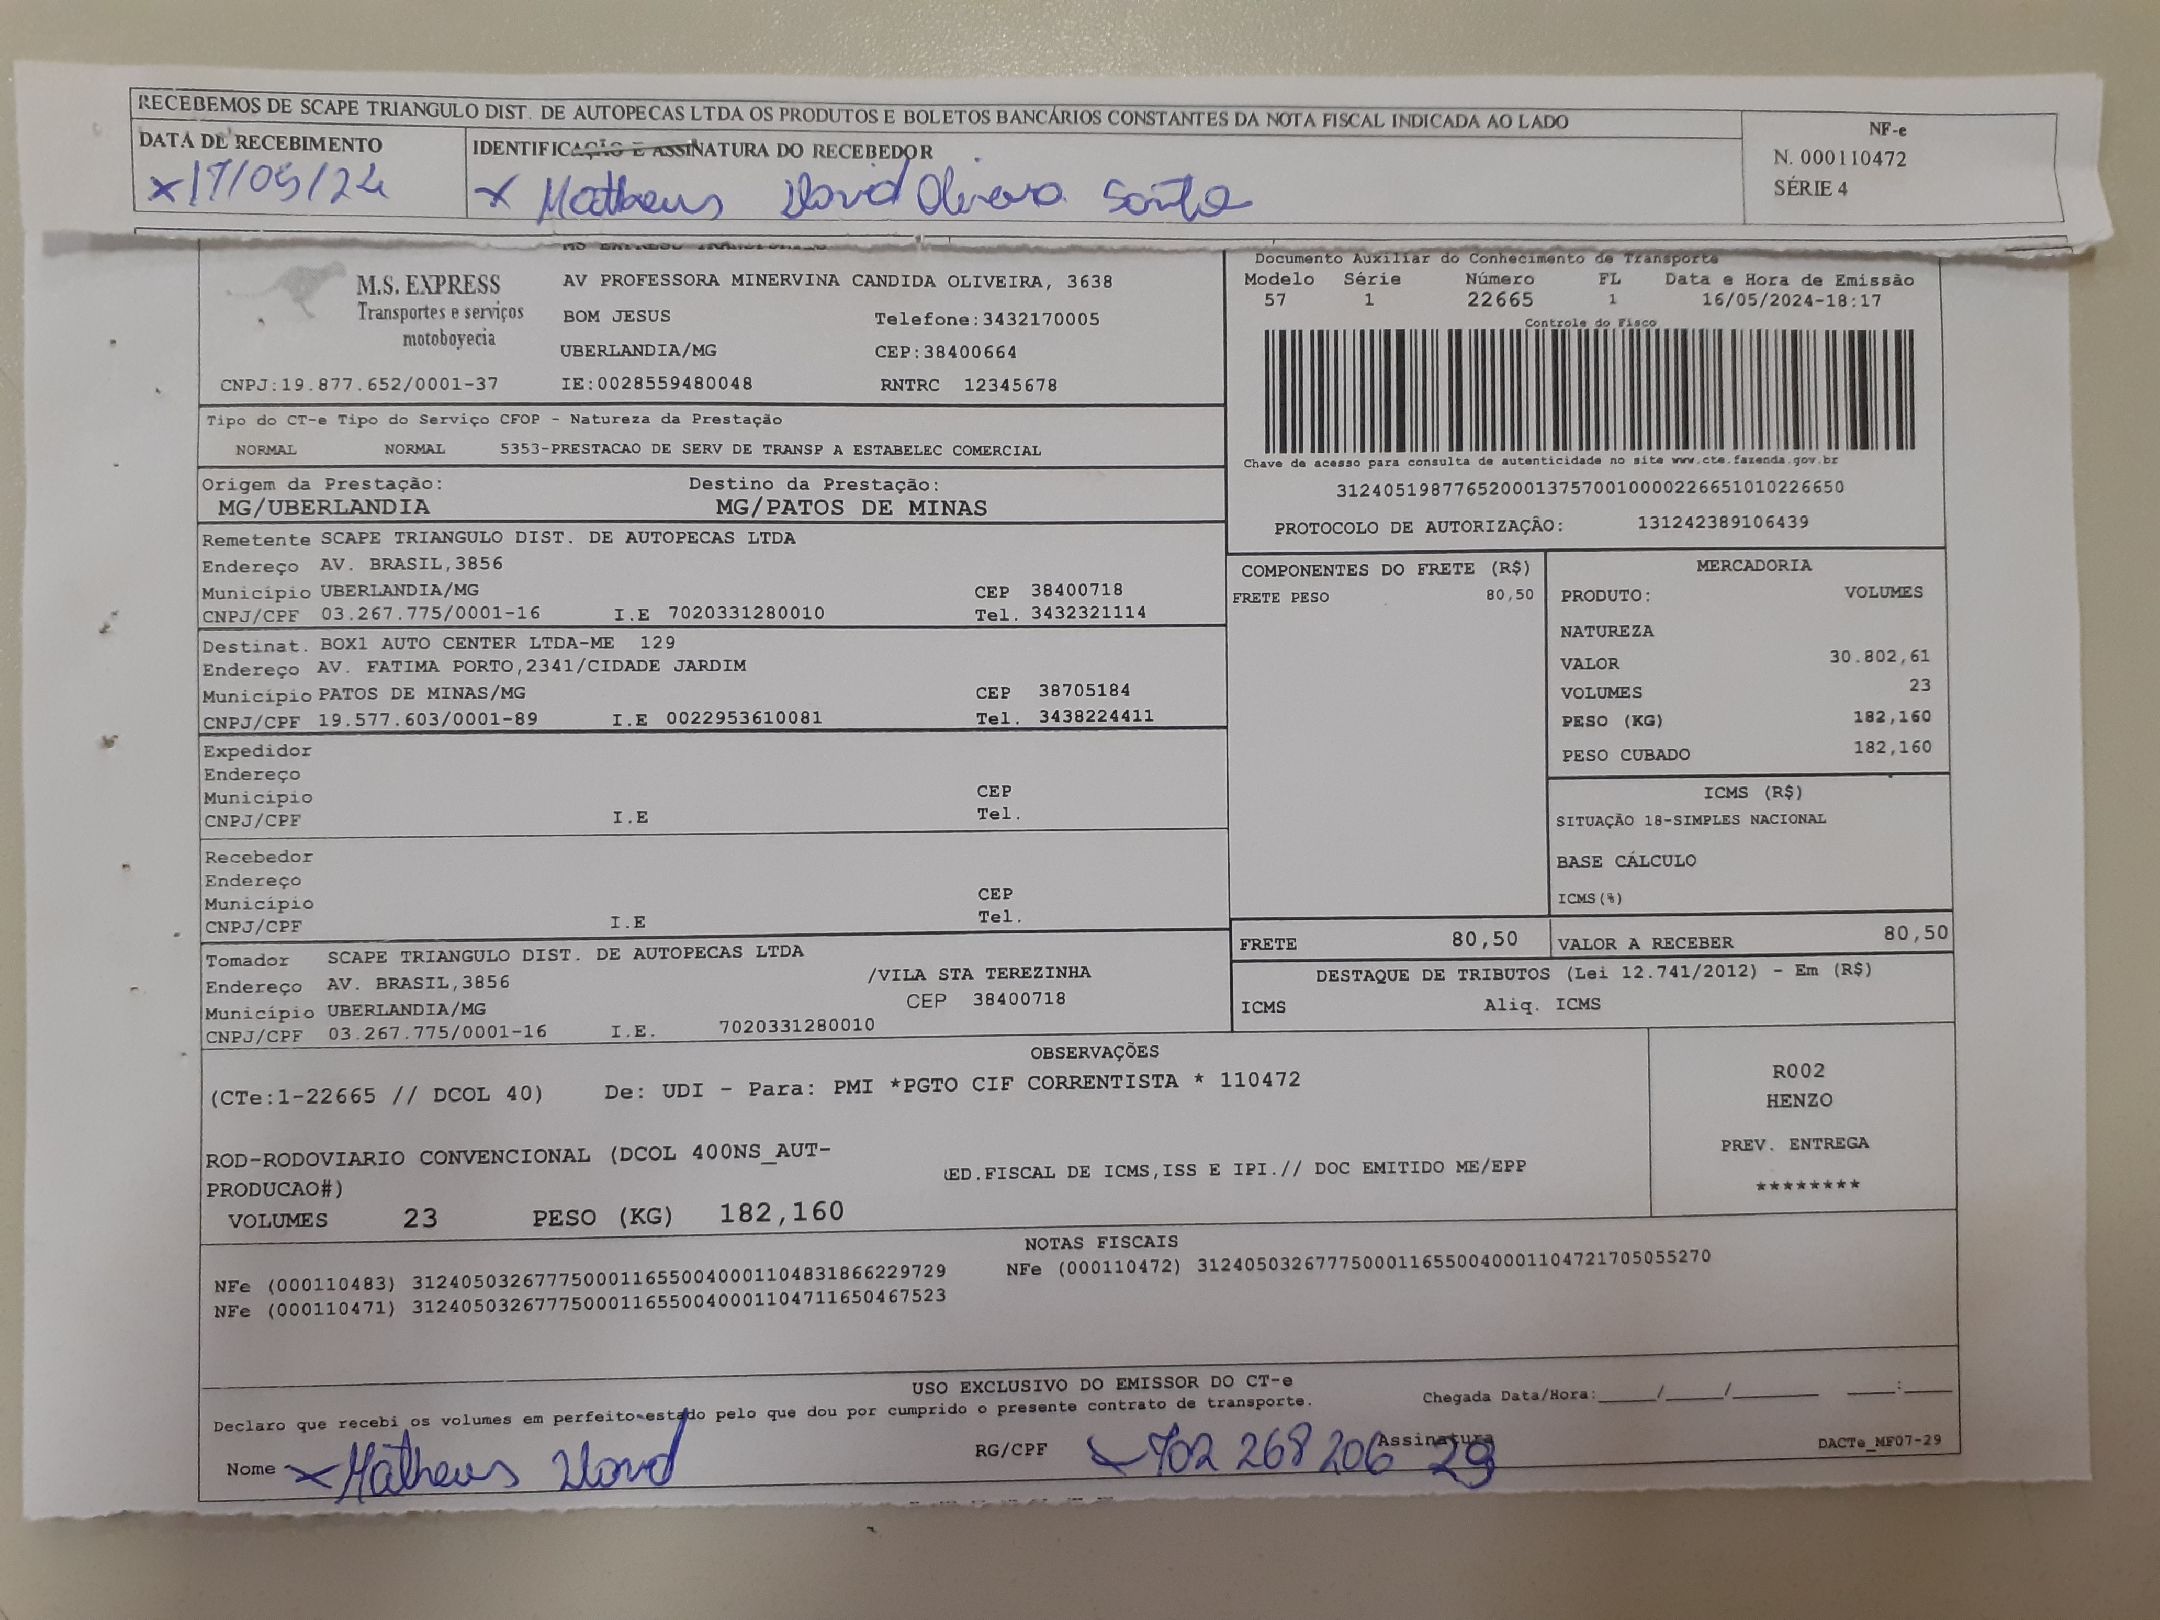 RECEBEMOS DE SCAPE TRIANGULO DIST. DE AUTOPECAS LTDA OS PRODUTOS E BOLETOS BANCÁRIOS CONSTANTES DA NOTA FISCAL INDICADA AO LADO
DATA DE RECEBIMENTO
x 17/05/24
IDENTIFICAÇÃO E ASSINATURA DO RECEBEDOR
x Matheus David Oliveira
NF-e
N. 000110472
SÉRIE 4
M.S. EXPRESS
Transportes e serviços
motoboyecia
AV PROFESSORA MINERVINA CANDIDA OLIVEIRA, 3638
BOM JESUS Telefone:3432170005
UBERLANDIA/MG CEP:38400664
CNPJ:19.877.652/0001-37 IE:0028559480048 RNTRC 12345678
Documento Auxiliar do Conhecimento de Transporte
Modelo Série Número FL Data e Hora de Emissão
57 1 22665 1 16/05/2024-18:17
Controle do Fisco
Chave de acesso para consulta de autenticidade no site www.cte.fazenda.gov.br
31240519877652000137570010000226651010226650
PROTOCOLO DE AUTORIZAÇÃO: 131242389106439
Tipo do CT-e Tipo do Serviço CFOP - Natureza da Prestação
NORMAL NORMAL 5353-PRESTACAO DE SERV DE TRANSP A ESTABELEC COMERCIAL
Origem da Prestação: Destino da Prestação:
MG/UBERLANDIA MG/PATOS DE MINAS
Remetente SCAPE TRIANGULO DIST. DE AUTOPECAS LTDA
Endereço AV. BRASIL,3856
Município UBERLANDIA/MG CEP 38400718
CNPJ/CPF 03.267.775/0001-16 I.E 7020331280010 Tel. 3432321114
Destinat. BOX1 AUTO CENTER LTDA-ME 129
Endereço AV. FATIMA PORTO,2341/CIDADE JARDIM
Município PATOS DE MINAS/MG CEP 38705184
CNPJ/CPF 19.577.603/0001-89 I.E 0022953610081 Tel. 3438224411
Expedidor
Endereço
Município CEP
CNPJ/CPF I.E Tel.
Recebedor
Endereço
Município CEP
CNPJ/CPF I.E Tel.
Tomador SCAPE TRIANGULO DIST. DE AUTOPECAS LTDA
Endereço AV. BRASIL,3856 /VILA STA TEREZINHA
Município UBERLANDIA/MG CEP 38400718
CNPJ/CPF 03.267.775/0001-16 I.E. 7020331280010
COMPONENTES DO FRETE (R$)
FRETE PESO 80,50
MERCADORIA
PRODUTO: VOLUMES
NATUREZA
VALOR 30.802,61
VOLUMES 23
PESO (KG) 182,160
PESO CUBADO 182,160
ICMS (R$)
SITUAÇÃO 18-SIMPLES NACIONAL
BASE CÁLCULO
ICMS(%)
FRETE 80,50 VALOR A RECEBER 80,50
DESTAQUE DE TRIBUTOS (Lei 12.741/2012) - Em (R$)
ICMS Aliq. ICMS
OBSERVAÇÕES
(CTe:1-22665 // DCOL 40) De: UDI - Para: PMI *PGTO CIF CORRENTISTA * 110472
ROD-RODOVIARIO CONVENCIONAL (DCOL 400NS_AUT-
PRODUCAO#)
ED.FISCAL DE ICMS,ISS E IPI.// DOC EMITIDO ME/EPP
VOLUMES 23 PESO (KG) 182,160
R002
HENZO
PREV. ENTREGA
********
NOTAS FISCAIS
NFe (000110483) 31240503267775000116550040001104831866229729 NFe (000110472) 31240503267775000116550040001104721705055270
NFe (000110471) 31240503267775000116550040001104711650467523
USO EXCLUSIVO DO EMISSOR DO CT-e
Declaro que recebi os volumes em perfeito estado pelo que dou por cumprido o presente contrato de transporte. Chegada Data/Hora:_____/_____/________ ____:____
Nome x Matheus David RG/CPF x 702 268 206 29 Assinatura DACTe_MF07-29